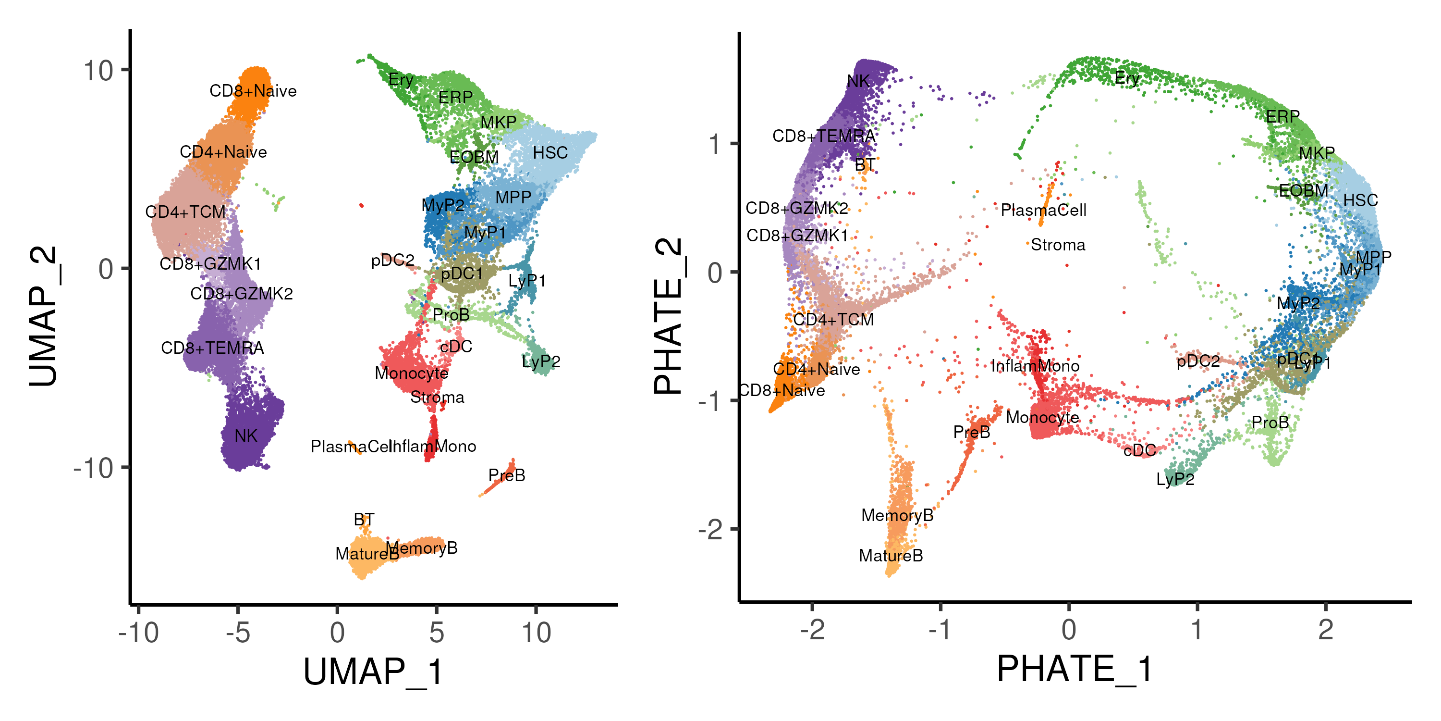 10
0
-10
UMAP_2
-10
-5
0
5
10
UMAP_1
CD8+Naive
CD4+Naive
CD4+TCM
CD8+GZMK1
CD8+GZMK2
CD8+TEMRA
NK
Ery
ERP
MKP
EOBM
HSC
MyP2
MPP
MyP1
pDC2
pDC1
LyP1
ProB
cDC
LyP2
Monocyte
Stroma
PlasmaCell
InflamMono
PreB
BT
MatureB
MemoryB
1
0
-1
-2
PHATE_2
-2
-1
0
1
2
PHATE_1
NK
CD8+TEMRA
BT
CD8+GZMK2
CD8+GZMK1
CD4+TCM
CD4+Naive
CD8+Naive
Ery
ERP
MKP
EOBM
HSC
PlasmaCell
Stroma
MPP
MyP1
MyP2
InflamMono
pDC2
pDC1
LyP1
Monocyte
PreB
cDC
ProB
LyP2
MemoryB
MatureB